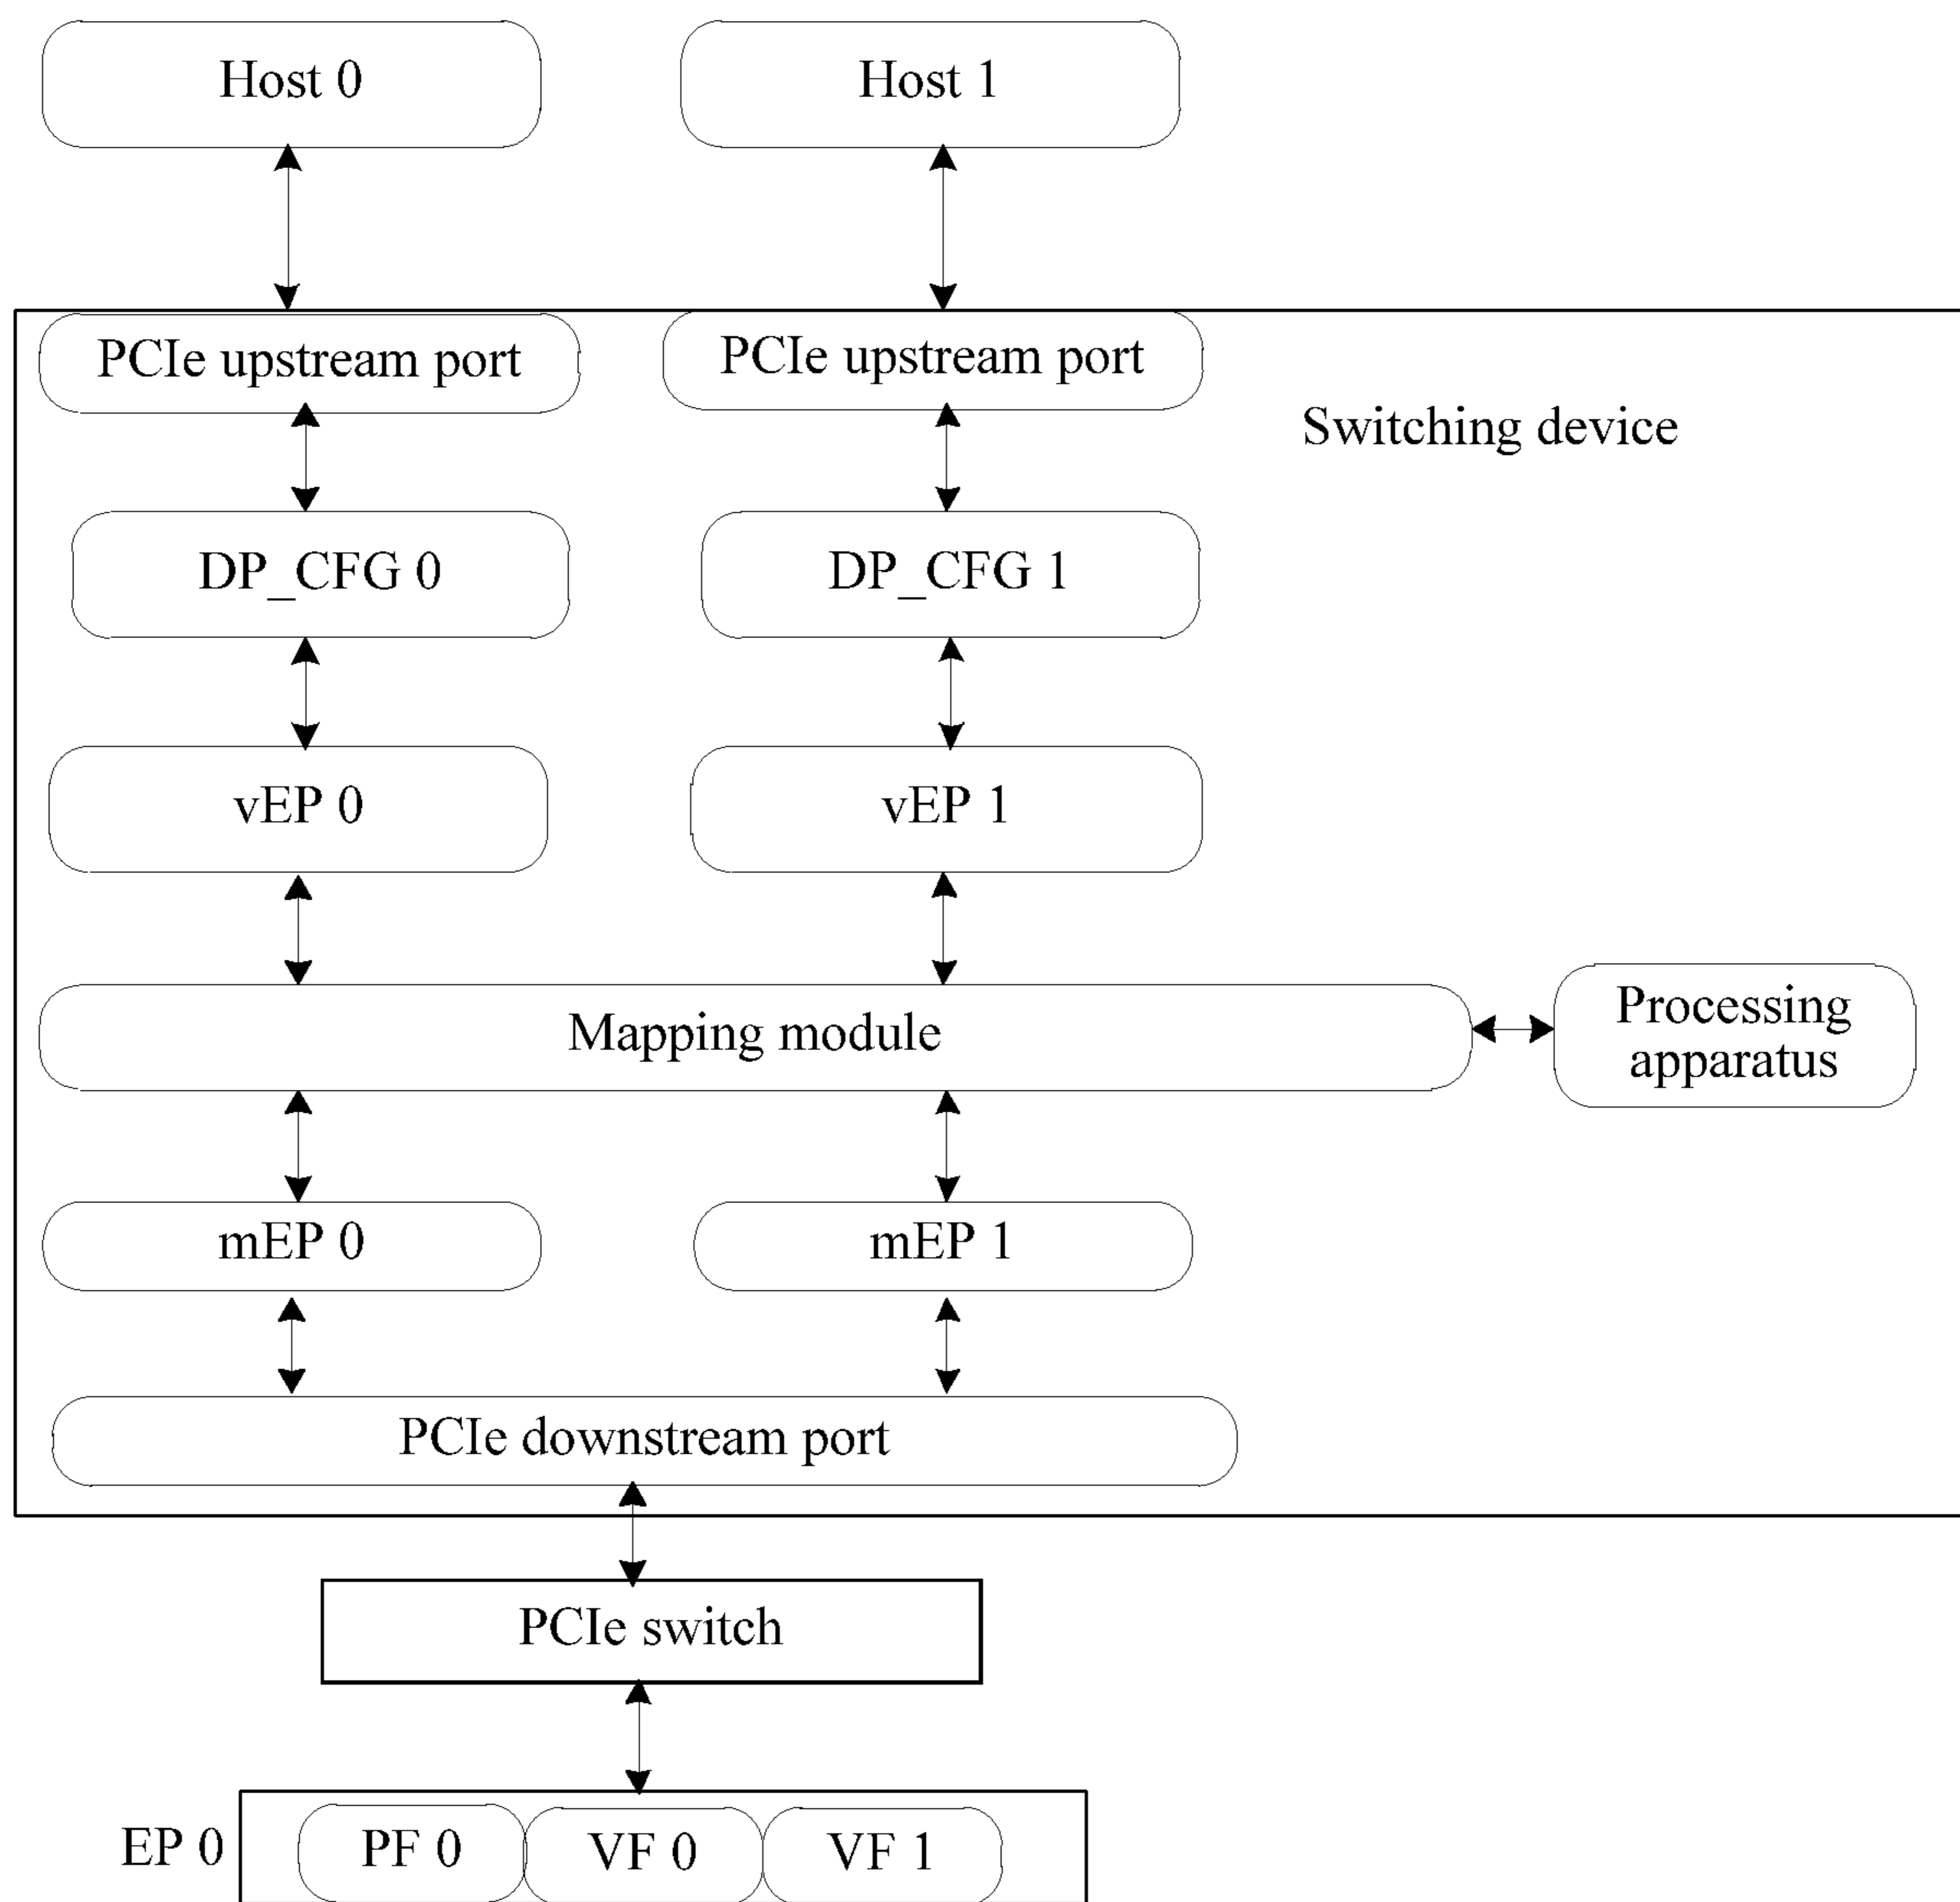 Host 0
Host 1
PCIe upstream port
PCIe upstream port
Switching device
DP_CFG 0
DP_CFG 1
vEP 0
vEP 1
Mapping module
Processing
apparatus
mEP 0
mEP 1
PCIe downstream port
PCIe switch
EP 0
PF 0
VF 0
VF 1